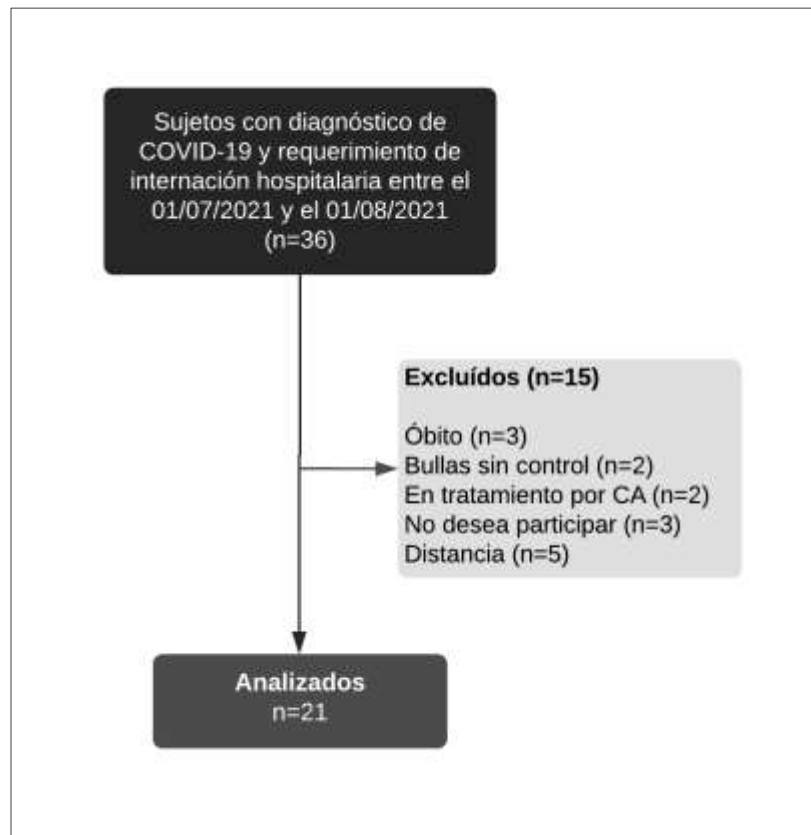 Sujetos con diagnóstico de
COVID-19 y requerimiento de
internación hospitalaria entre el
01/07/2021 y el 01/08/2021
(n=36)
Excluídos (n=15)
Óbito (n=3)
Bullas sin control (n=2)
En tratamiento por CA (n=2)
No desea participar (n=3)
Distancia (n=5)
Analizados
n=21